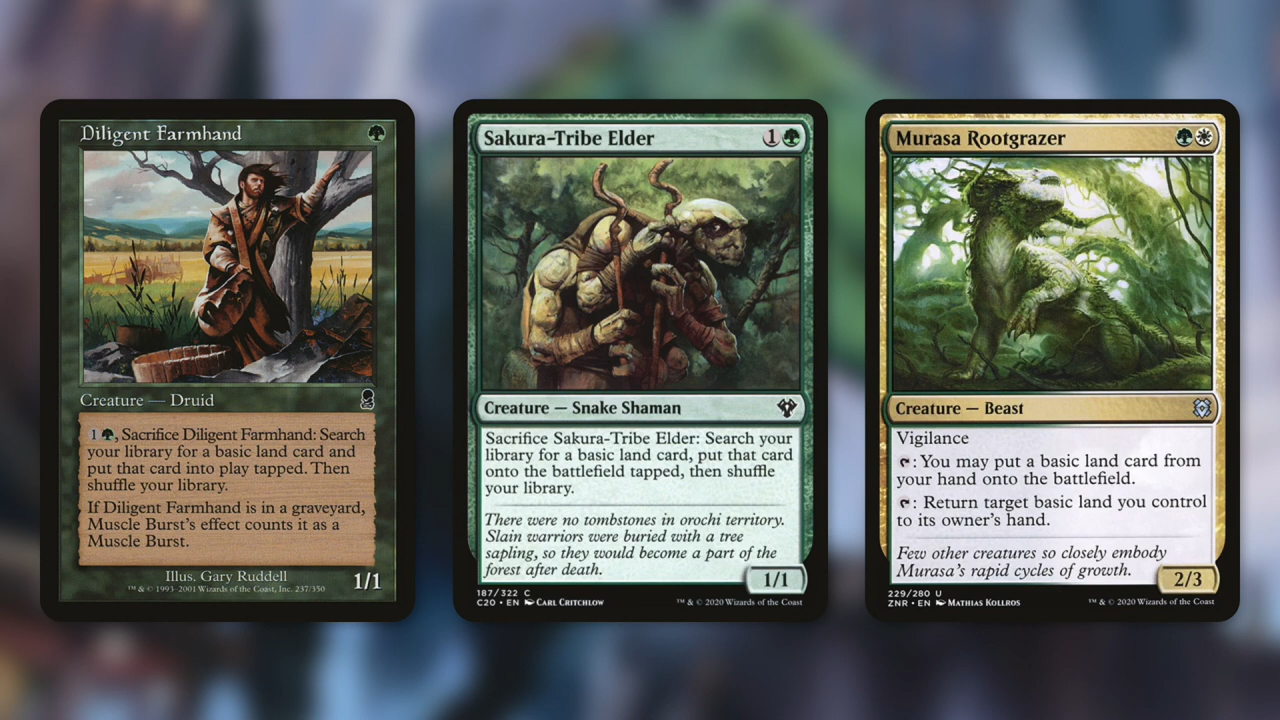 Diligent Farmhand
Creature — Druid
1, Sacrifice Diligent Farmhand: Search
your library for a basic land card and
put that card into play tapped. Then
shuffle your library.
If Diligent Farmhand is in a graveyard,
Muscle Burst's effect counts it as a
Muscle Burst.
Illus. Gary Ruddell
™ & © 1993–2001 Wizards of the Coast, Inc. 237/350
1/1
Sakura-Tribe Elder
1
Creature — Snake Shaman
Sacrifice Sakura-Tribe Elder: Search your
library for a basic land card, put that card
onto the battlefield tapped, then shuffle
your library.
There were no tombstones in orochi territory.
Slain warriors were buried with a tree
sapling, so they would become a part of the
forest after death.
1/1
187/322 C
C20 • EN Carl Critchlow
™ & © 2020 Wizards of the Coast
Murasa Rootgrazer
Creature — Beast
Vigilance
: You may put a basic land card from
your hand onto the battlefield.
: Return target basic land you control
to its owner's hand.
Few other creatures so closely embody
Murasa's rapid cycles of growth.
2/3
229/280 U
ZNR • EN Mathias Kollros
™ & © 2020 Wizards of the Coast